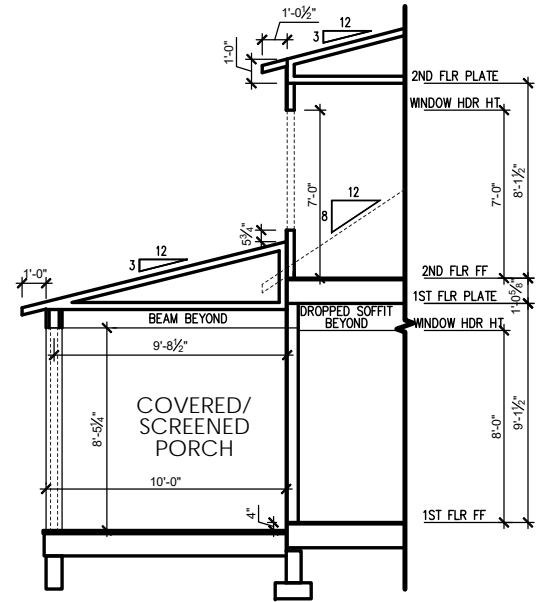 1'-0½"
12
3
1'-0"
2ND FLR PLATE
WINDOW HDR HT
7'-0"
7'-0"
8'-1½"
12
8
5¾"
12
3
1'-0"
2ND FLR FF
1ST FLR PLATE
1'-0⅝"
BEAM BEYOND
DROPPED SOFFIT
BEYOND
WINDOW HDR HT
9'-8½"
8'-5¼"
COVERED/
SCREENED
PORCH
8'-0"
9'-1½"
10'-0"
4"
1ST FLR FF